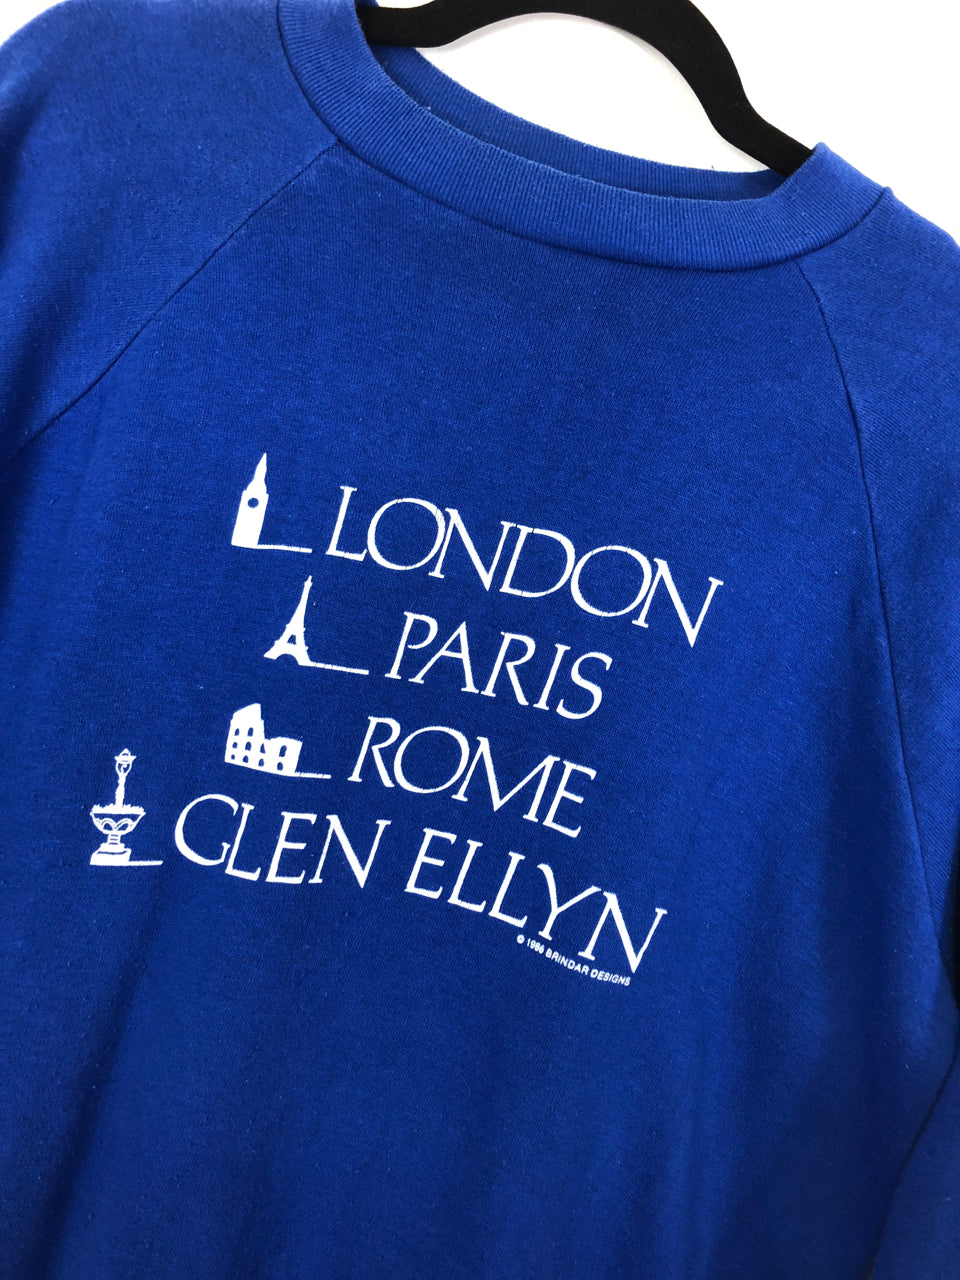 LONDON
PARIS
ROME
GLEN ELLYN
© 1986 BRINDAR DESIGNS